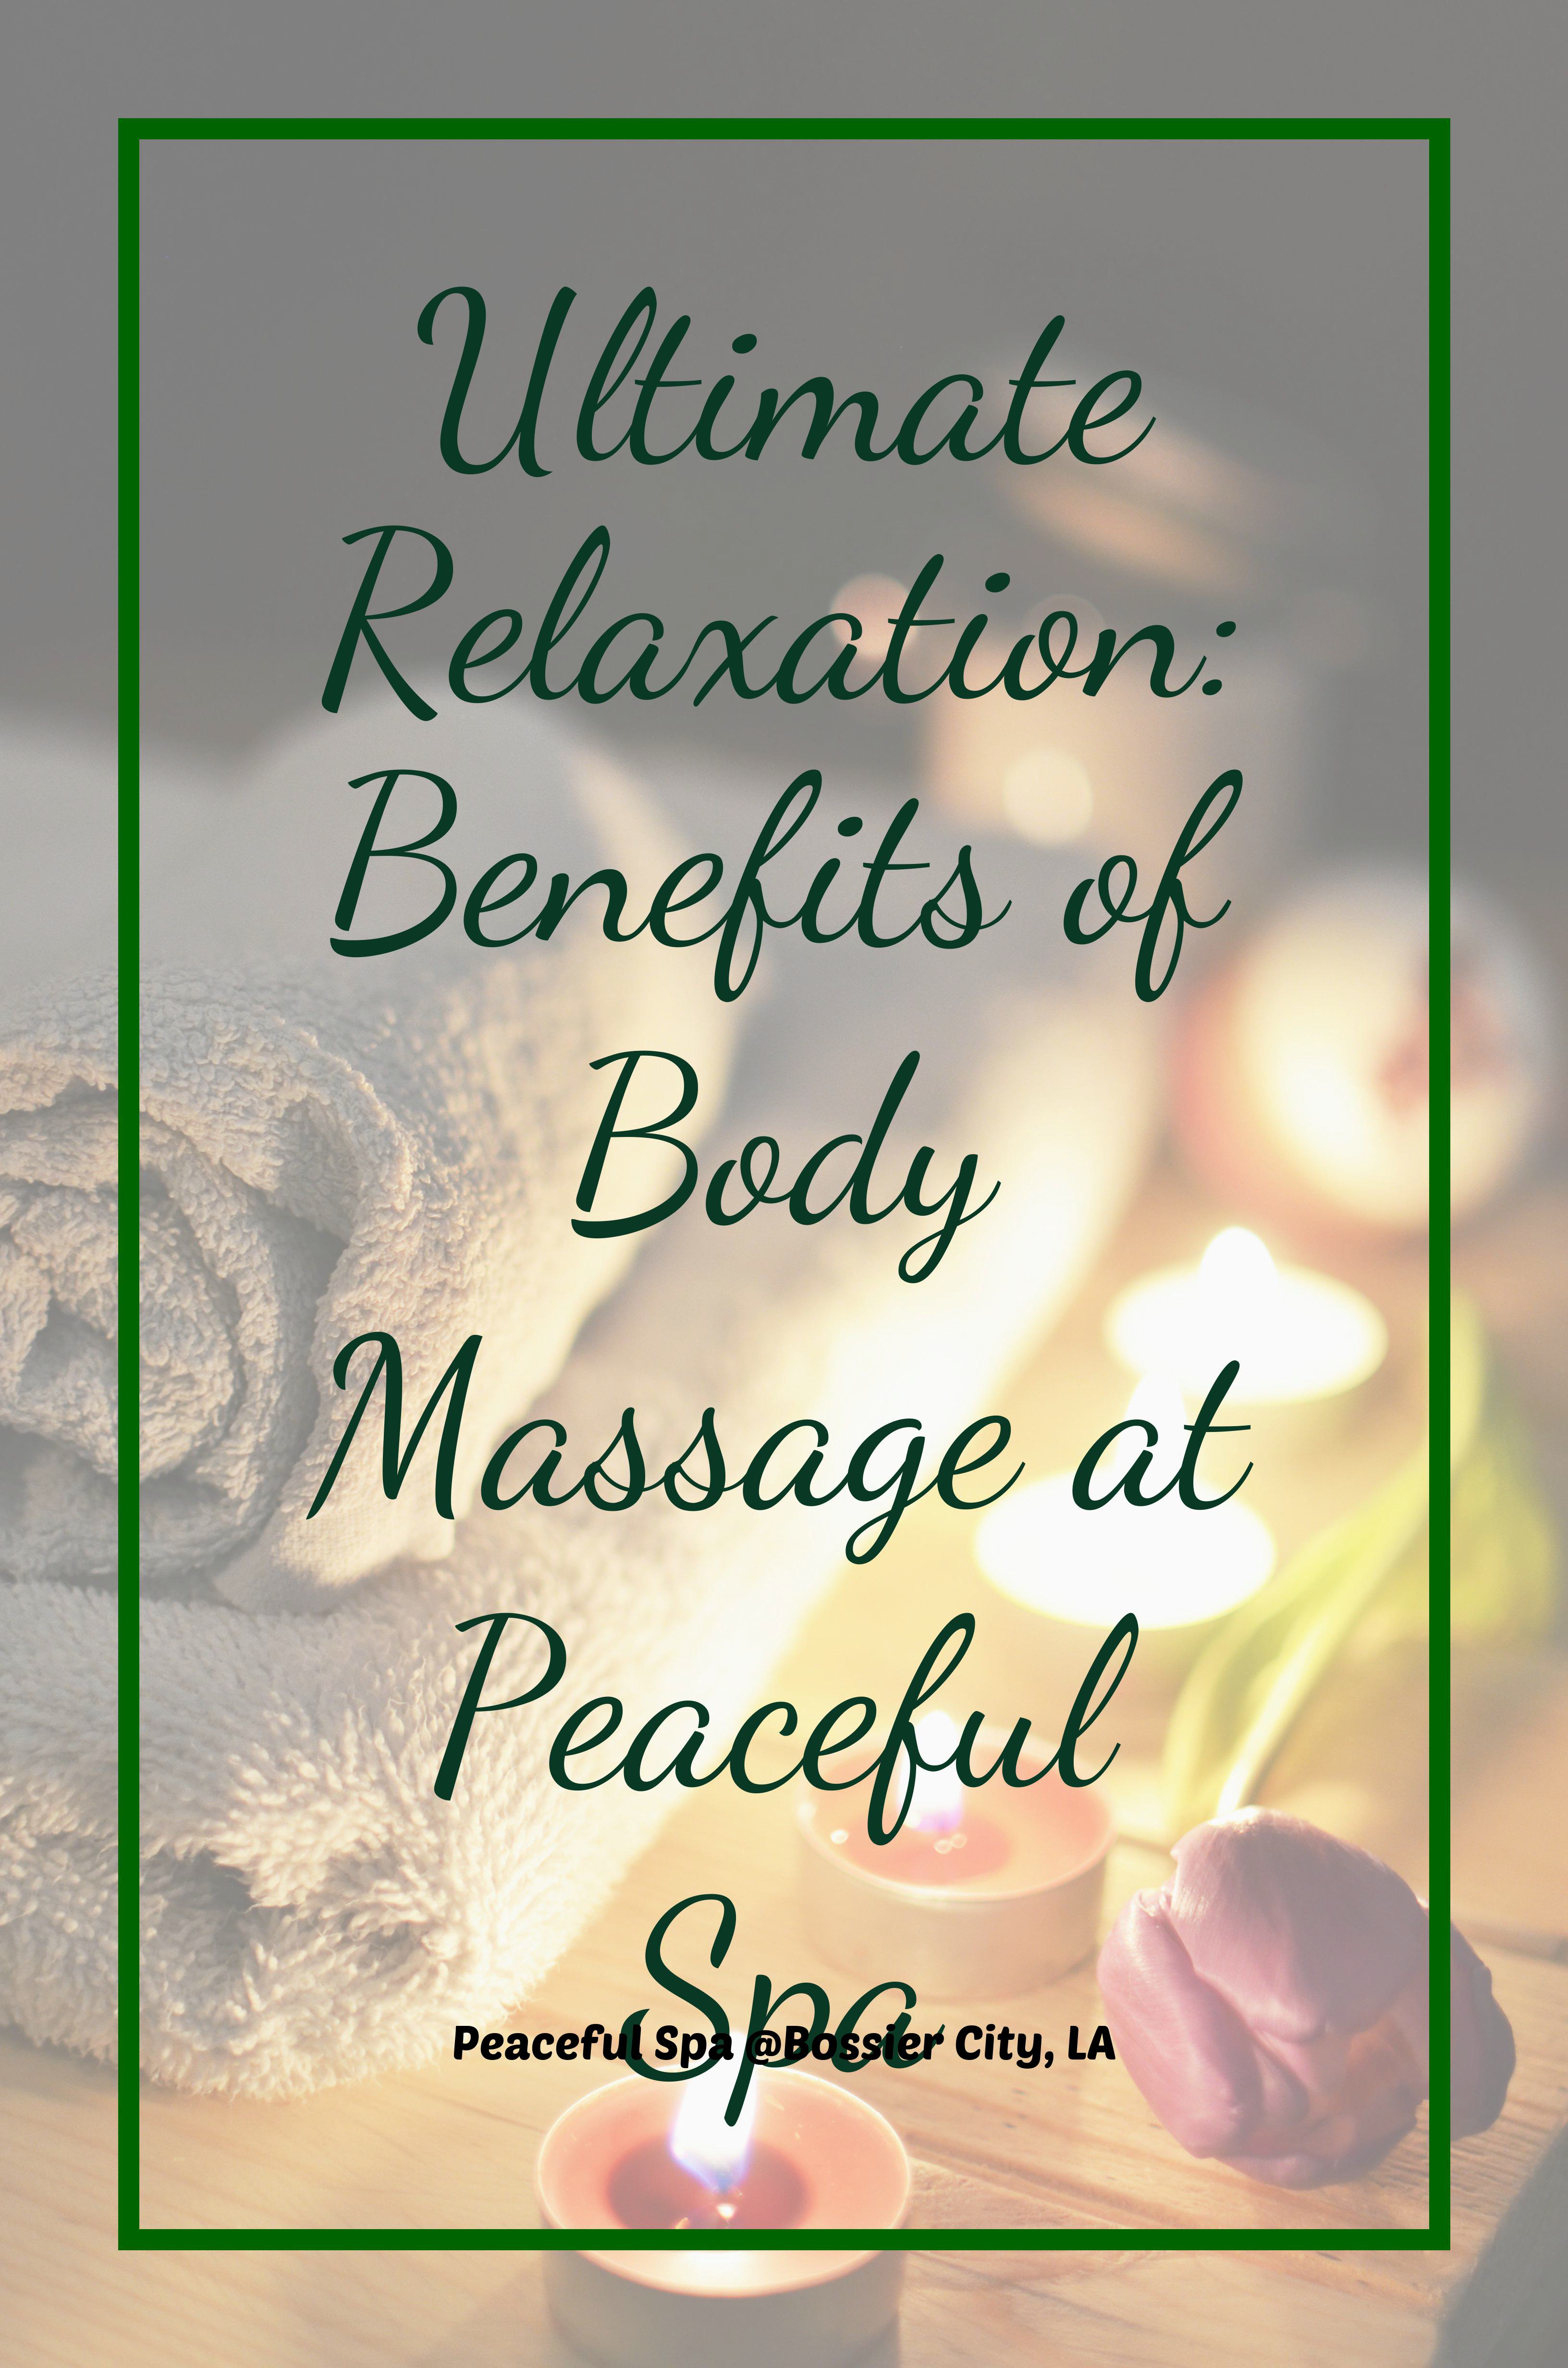 Ultimate
Relaxation:
Benefits of
Body
Massage at
Peaceful
Spa
Peaceful Spa @Bossier City, LA